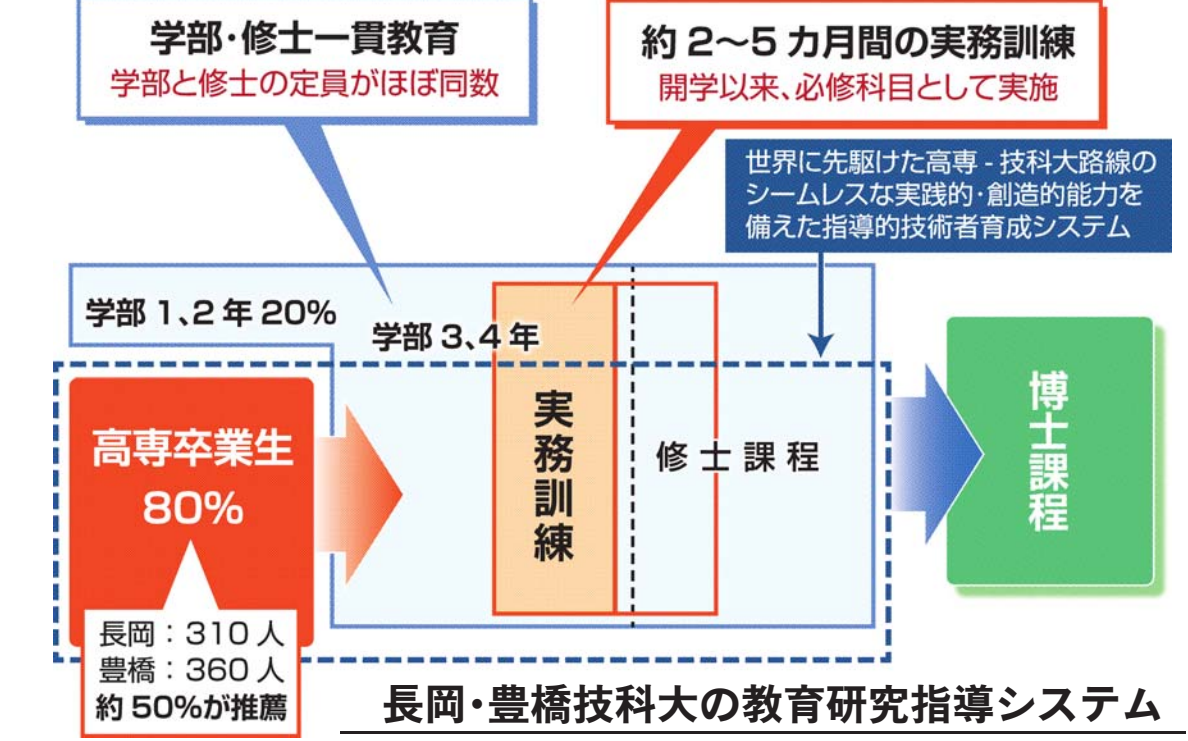 学部・修士一貫教育
学部と修士の定員がほぼ同数
約 2〜5 カ月間の実務訓練
開学以来、必修科目として実施
世界に先駆けた高専 - 技科大路線の
シームレスな実践的・創造的能力を
備えた指導的技術者育成システム
学部 1、2 年 20%
学部 3、4 年
高専卒業生
80%
実務訓練
修士課程
博士課程
長岡：310 人
豊橋：360 人
約 50%が推薦
長岡・豊橋技科大の教育研究指導システム